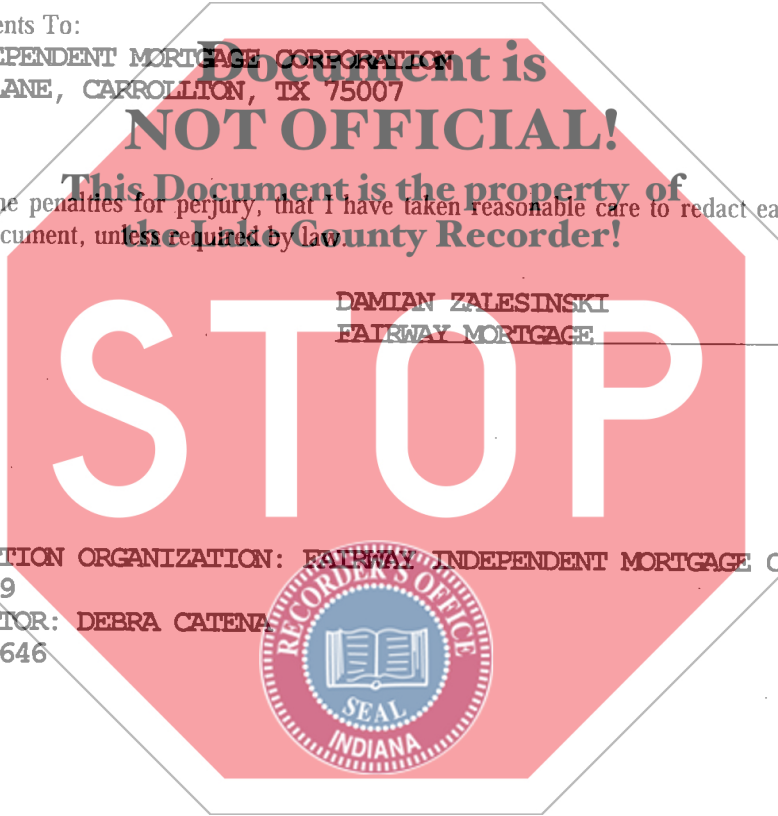 ents To:
EPENDENT MORTGAGE CORPORATION
LANE, CARROLLTON, TX 75007
Document is
NOT OFFICIAL!
This Document is the property of
the Lake County Recorder!
he penalties for perjury, that I have taken reasonable care to redact ea
cument, unless required by law.
DAMIAN ZALESINSKI
FAIRWAY MORTGAGE
STOP
TION ORGANIZATION: FAIRWAY INDEPENDENT MORTGAGE C
9
TOR: DEBRA CATENA
646
RECORDER'S OFFICE
SEAL
INDIANA